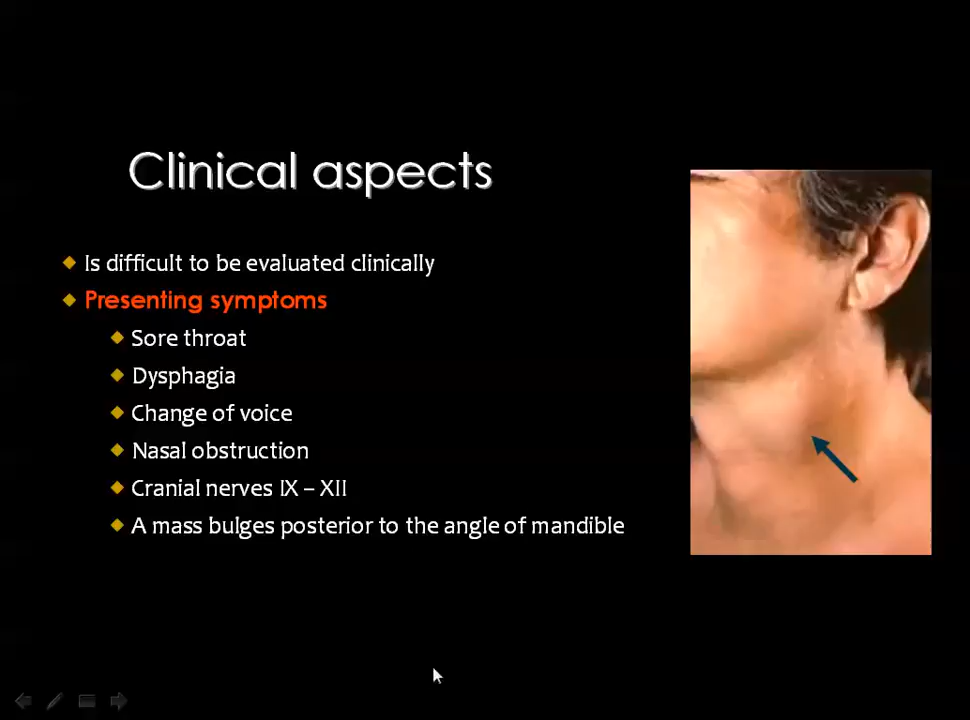 Clinical aspects
Is difficult to be evaluated clinically
Presenting symptoms
Sore throat
Dysphagia
Change of voice
Nasal obstruction
Cranial nerves IX – XII
A mass bulges posterior to the angle of mandible